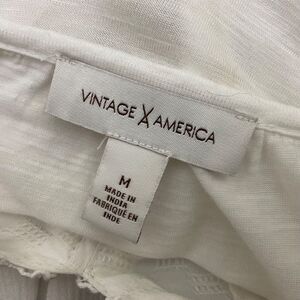 VINTAGE AMERICA
M
MADE IN
INDIA
FABRIQUÉ EN
INDE